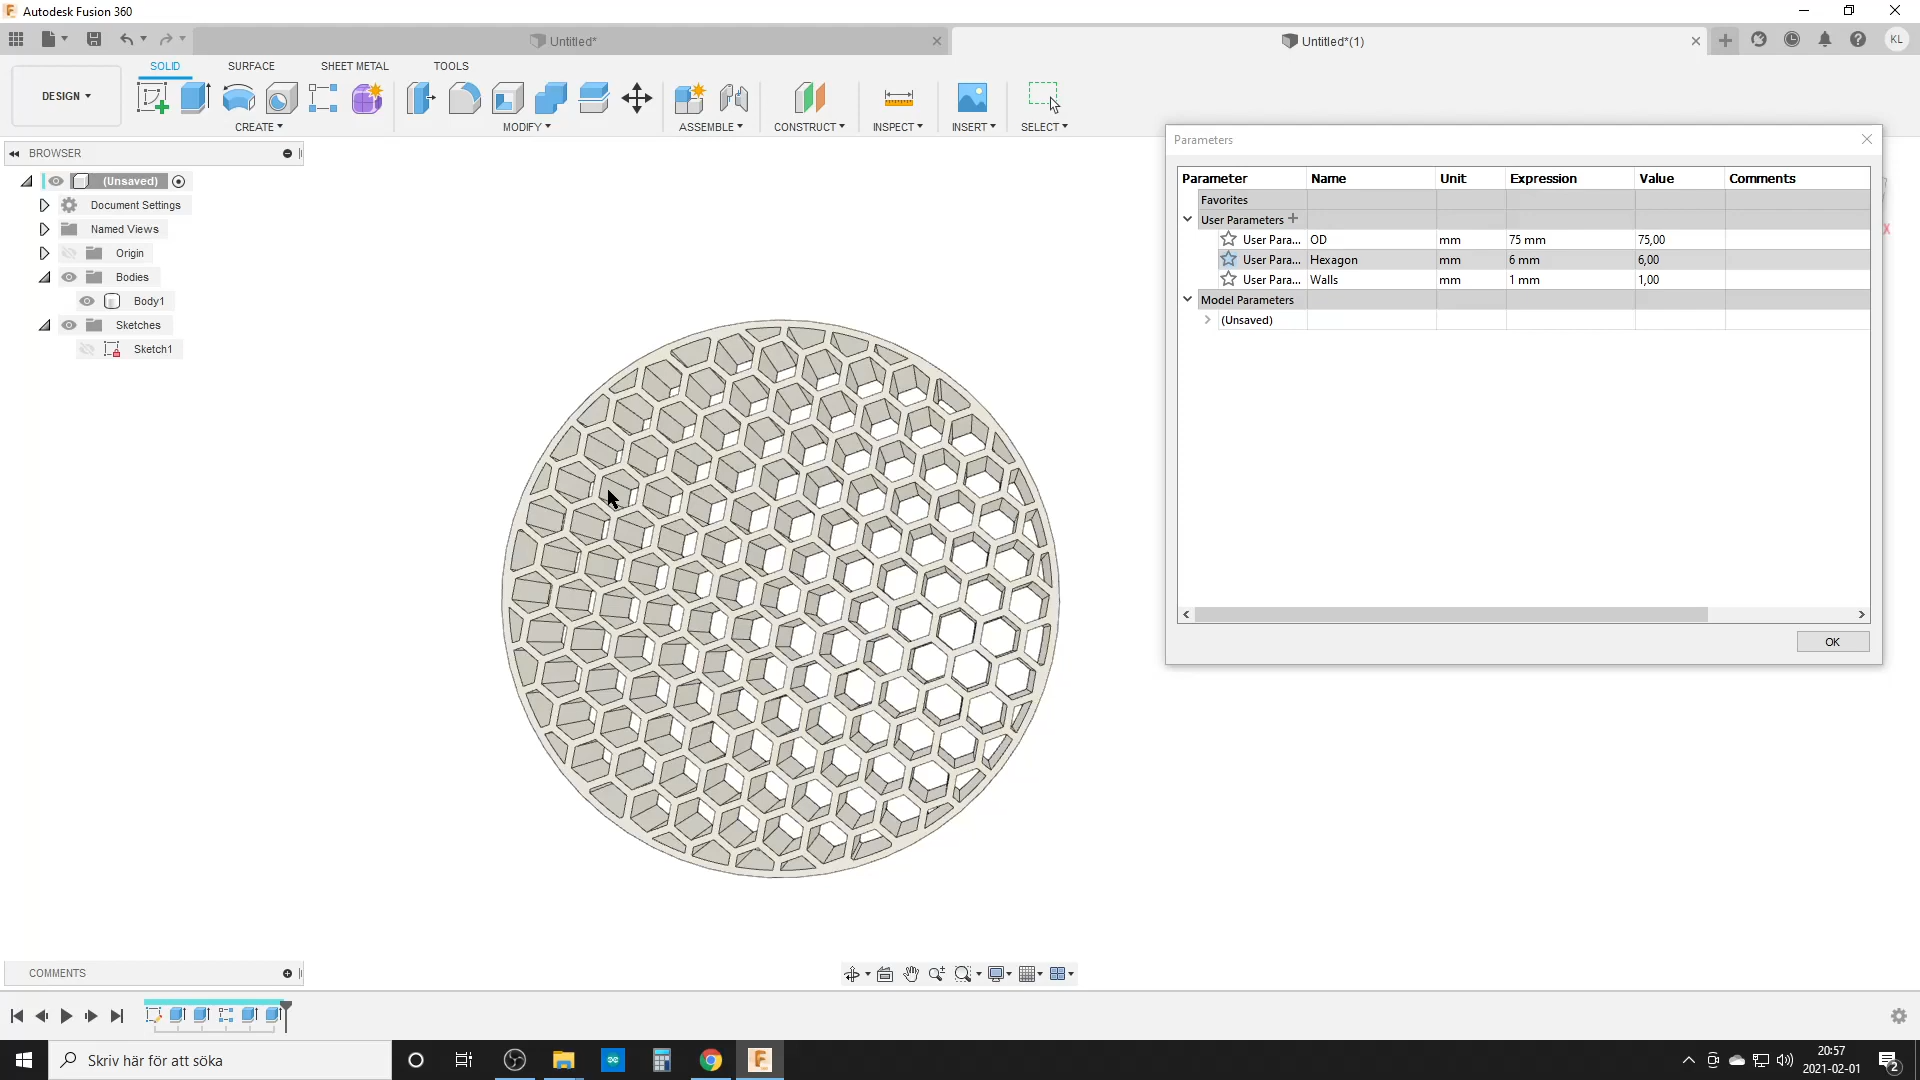 Autodesk Fusion 360
Untitled*
Untitled*(1)
KL
DESIGN
SOLID
SURFACE
SHEET METAL
TOOLS
CREATE
MODIFY
ASSEMBLE
CONSTRUCT
INSPECT
INSERT
SELECT
BROWSER
(Unsaved)
Document Settings
Named Views
Origin
Bodies
Body1
Sketches
Sketch1
Parameters
Parameter Name Unit Expression Value Comments
Favorites
User Parameters
User Para... OD mm 75 mm 75,00
User Para... Hexagon mm 6 mm 6,00
User Para... Walls mm 1 mm 1,00
Model Parameters
(Unsaved)
OK
X
COMMENTS
Skriv här för att söka
20:57
2021-02-01
2